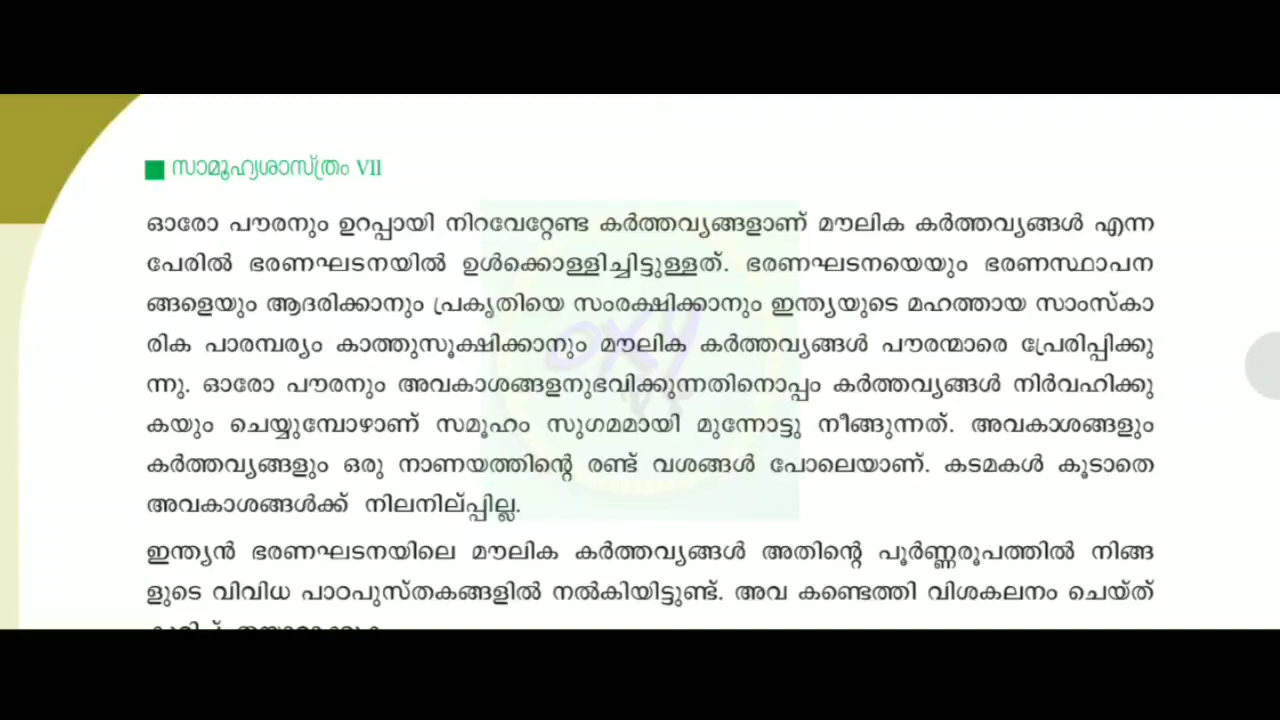 സാമൂഹ്യശാസ്ത്രം VII
ഓരോ പൗരനും ഉറപ്പായി നിറവേറ്റേണ്ട കർത്തവ്യങ്ങളാണ് മൗലിക കർത്തവ്യങ്ങൾ എന്ന
പേരിൽ ഭരണഘടനയിൽ ഉൾക്കൊള്ളിച്ചിട്ടുള്ളത്. ഭരണഘടനയെയും ഭരണസ്ഥാപന
ങ്ങളെയും ആദരിക്കാനും പ്രകൃതിയെ സംരക്ഷിക്കാനും ഇന്ത്യയുടെ മഹത്തായ സാംസ്കാ
രിക പാരമ്പര്യം കാത്തുസൂക്ഷിക്കാനും മൗലിക കർത്തവ്യങ്ങൾ പൗരന്മാരെ പ്രേരിപ്പിക്കു
ന്നു. ഓരോ പൗരനും അവകാശങ്ങളനുഭവിക്കുന്നതിനൊപ്പം കർത്തവ്യങ്ങൾ നിർവഹിക്കു
കയും ചെയ്യുമ്പോഴാണ് സമൂഹം സുഗമമായി മുന്നോട്ടു നീങ്ങുന്നത്. അവകാശങ്ങളും
കർത്തവ്യങ്ങളും ഒരു നാണയത്തിന്റെ രണ്ട് വശങ്ങൾ പോലെയാണ്. കടമകൾ കൂടാതെ
അവകാശങ്ങൾക്ക് നിലനില്പ്പില്ല.
ഇന്ത്യൻ ഭരണഘടനയിലെ മൗലിക കർത്തവ്യങ്ങൾ അതിന്റെ പൂർണ്ണരൂപത്തിൽ നിങ്ങ
ളുടെ വിവിധ പാഠപുസ്തകങ്ങളിൽ നൽകിയിട്ടുണ്ട്. അവ കണ്ടെത്തി വിശകലനം ചെയ്ത്